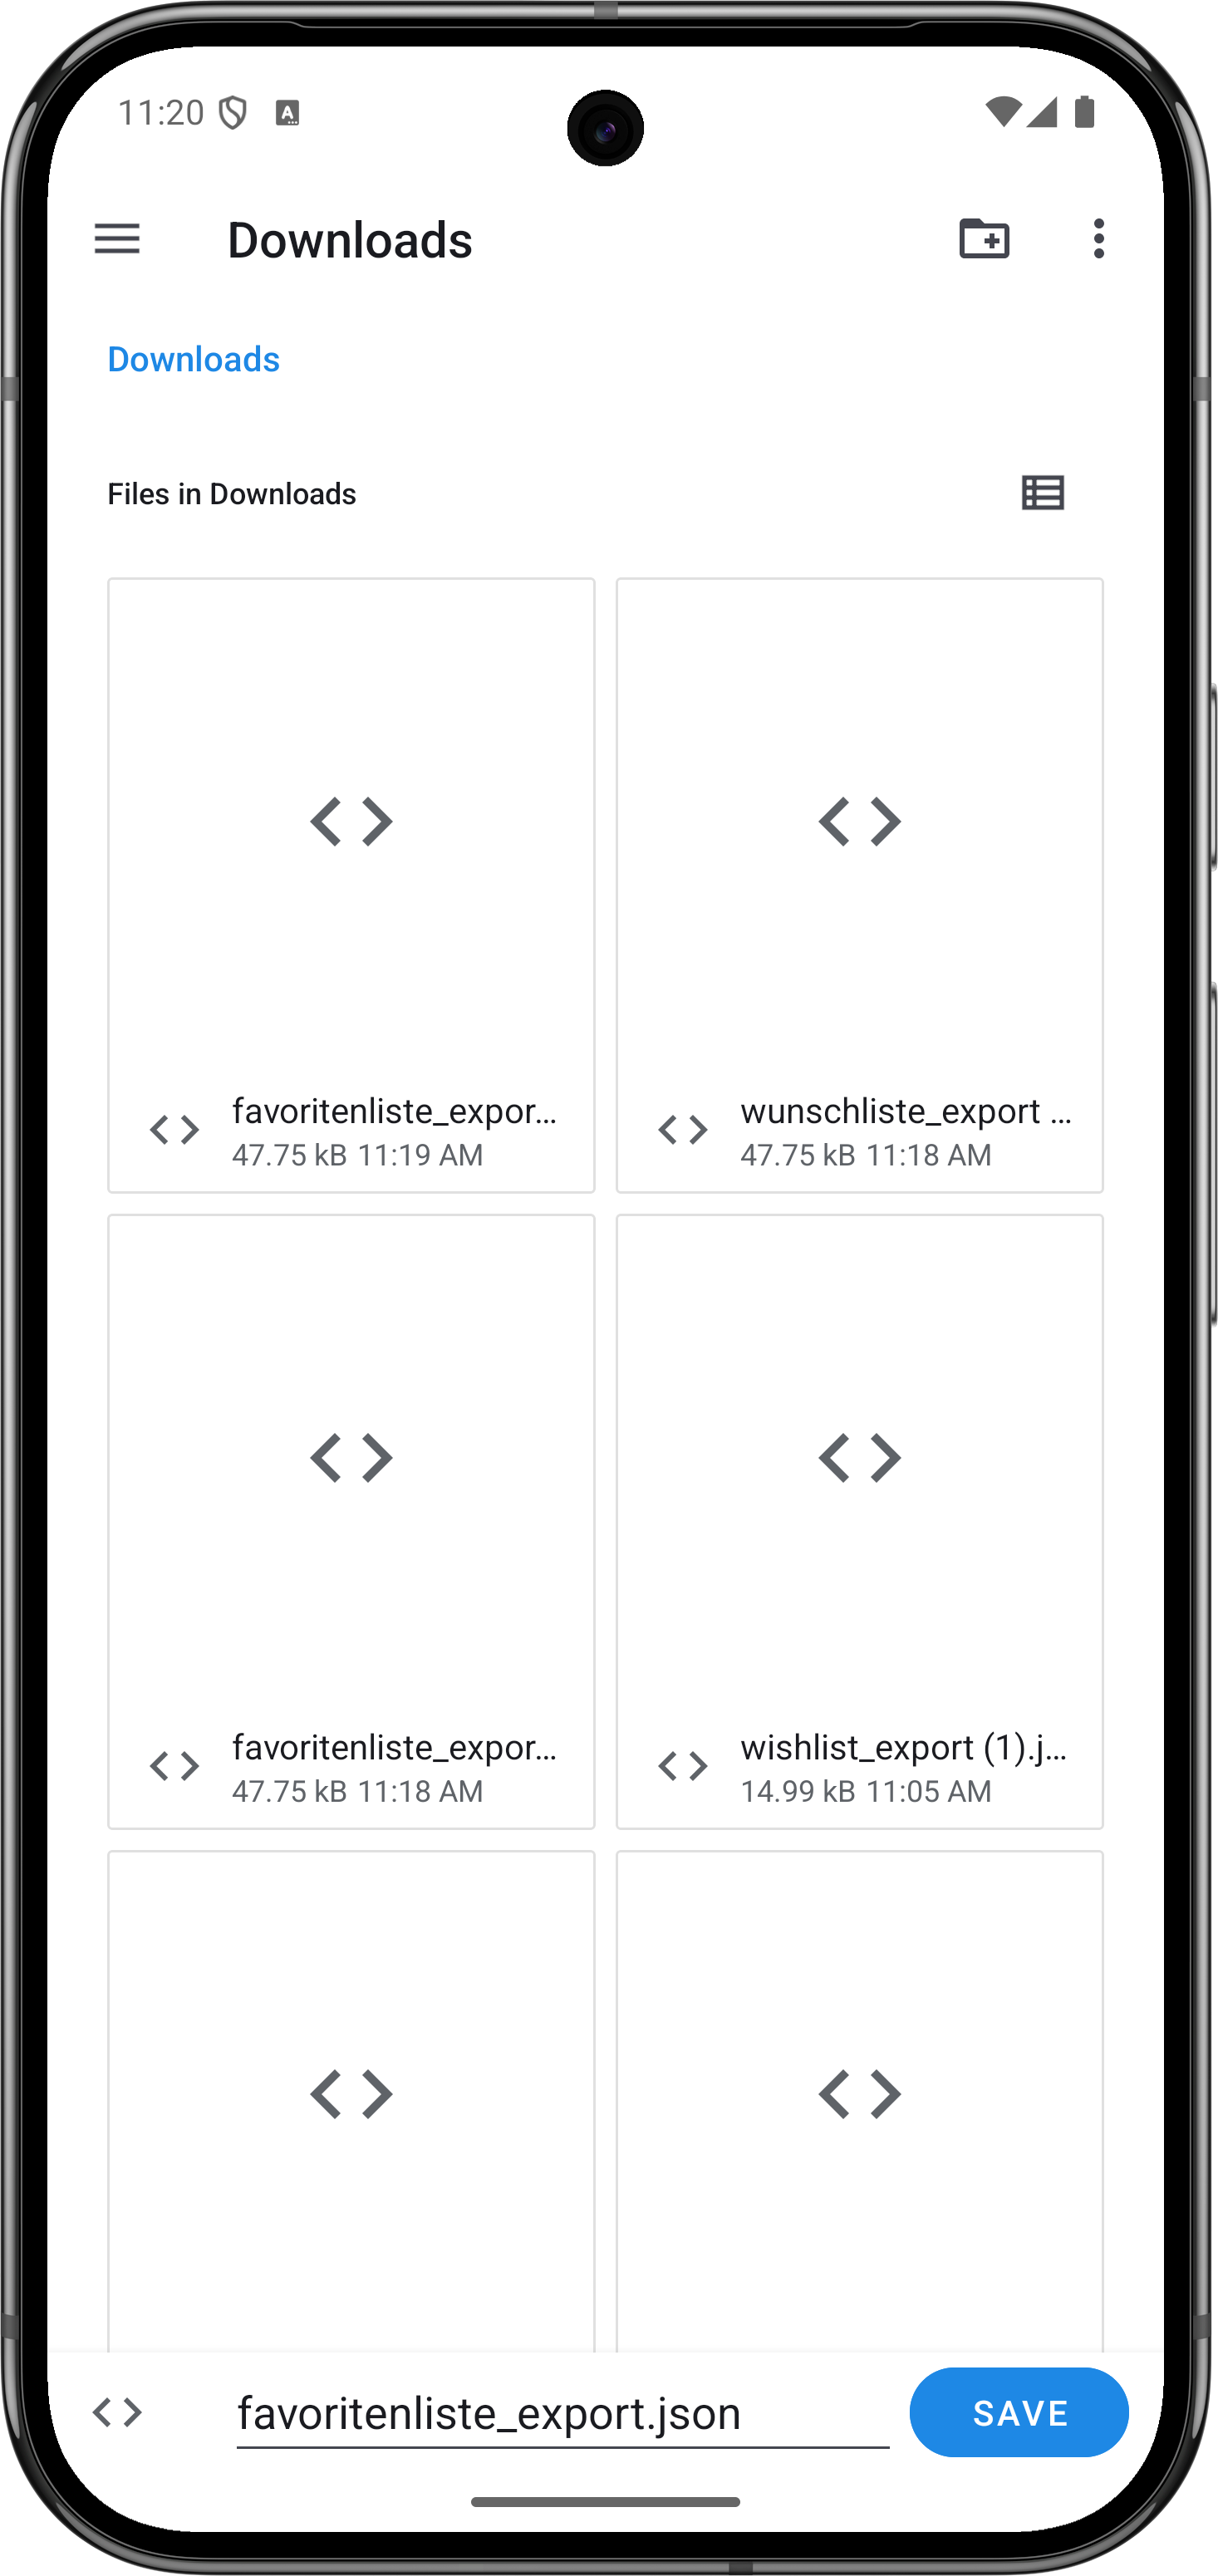 11:20
Downloads
Downloads
Files in Downloads
favoritenliste_expor...
47.75 kB 11:19 AM
wunschliste_export ...
47.75 kB 11:18 AM
favoritenliste_expor...
47.75 kB 11:18 AM
wishlist_export (1).j...
14.99 kB 11:05 AM
favoritenliste_export.json
SAVE